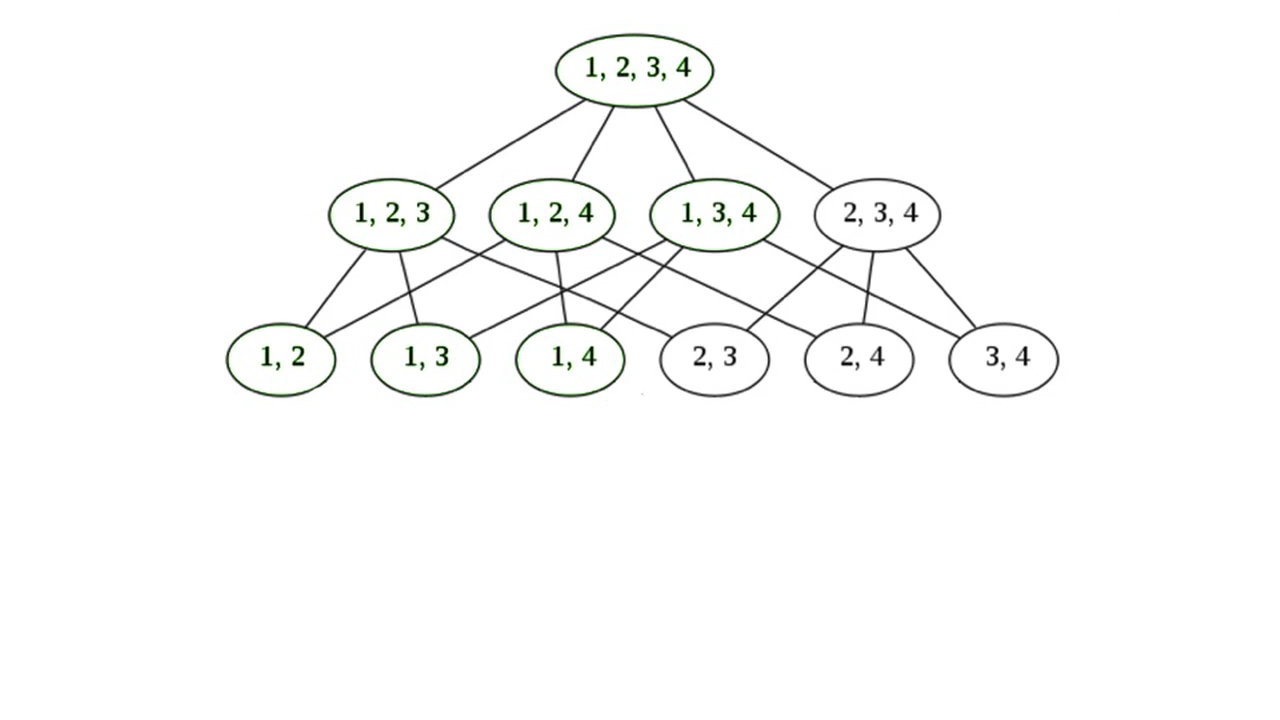 1, 2, 3, 4
1, 2, 3
1, 2, 4
1, 3, 4
2, 3, 4
1, 2
1, 3
1, 4
2, 3
2, 4
3, 4